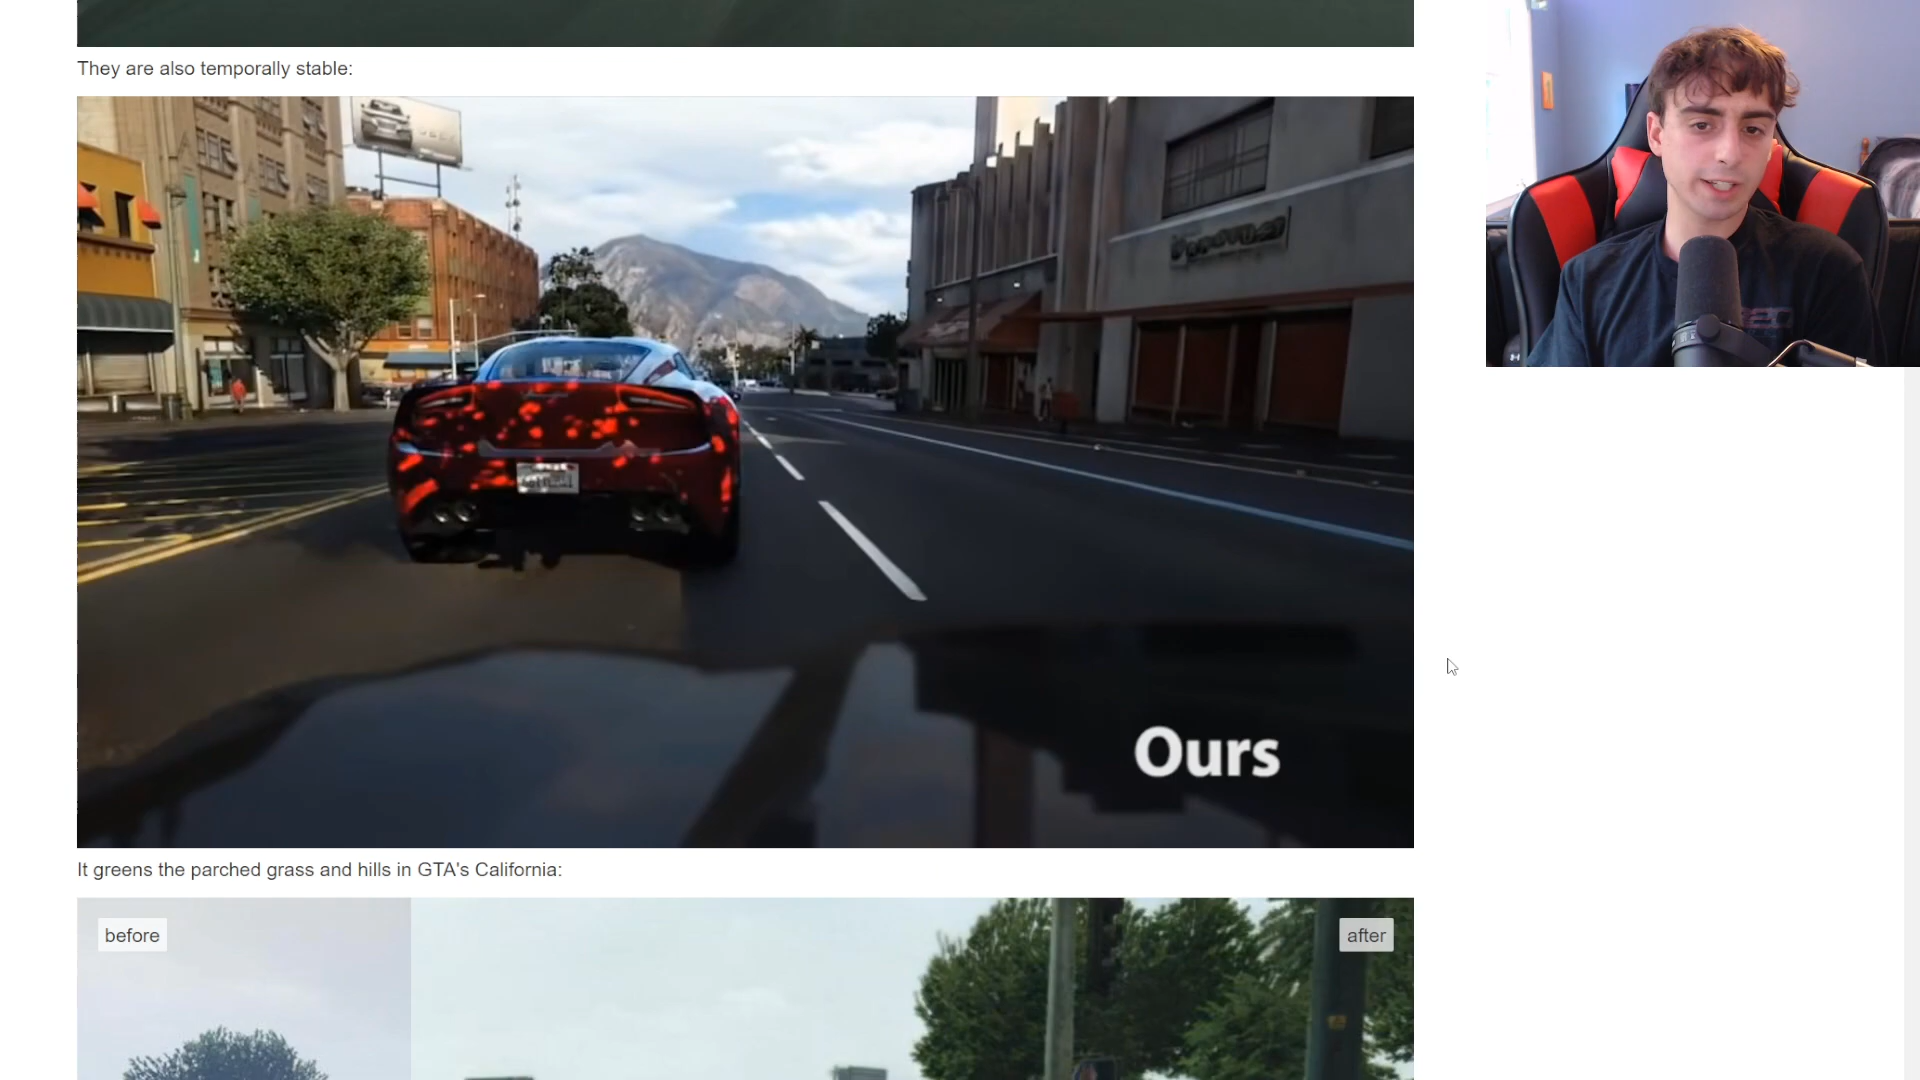 They are also temporally stable:
Ours
It greens the parched grass and hills in GTA's California:
before
after